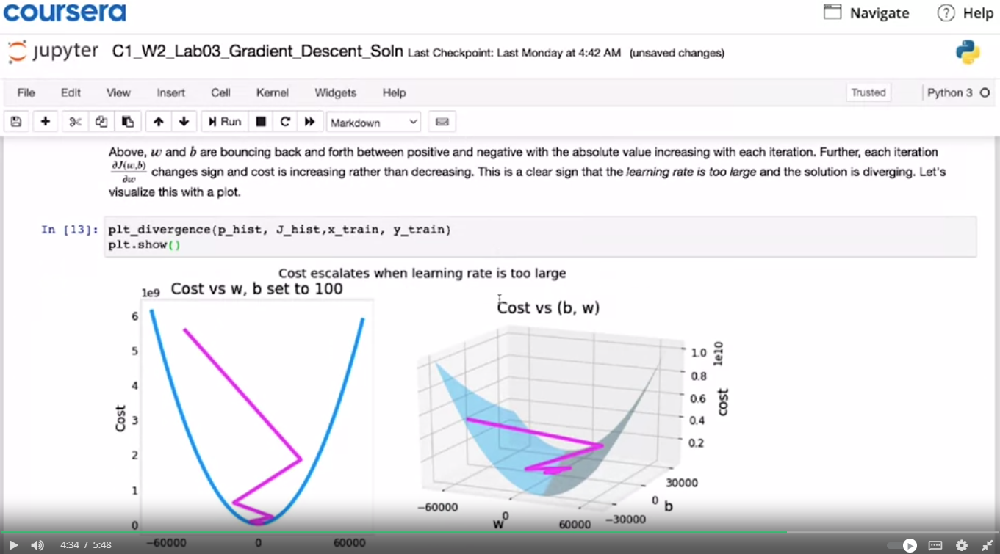 coursera
Navigate
Help
jupyter C1_W2_Lab03_Gradient_Descent_Soln Last Checkpoint: Last Monday at 4:42 AM (unsaved changes)
File Edit View Insert Cell Kernel Widgets Help
Trusted
Python 3
Run
Markdown
Above, w and b are bouncing back and forth between positive and negative with the absolute value increasing with each iteration. Further, each iteration
∂J(w,b)/∂w changes sign and cost is increasing rather than decreasing. This is a clear sign that the learning rate is too large and the solution is diverging. Let's
visualize this with a plot.
In [13]: plt_divergence(p_hist, J_hist,x_train, y_train)
plt.show()
Cost escalates when learning rate is too large
1e9 Cost vs w, b set to 100
6
5
4
3
2
1
0
Cost
-60000 0 60000
Cost vs (b, w)
1e10
1.0
0.8
0.6
0.4
0.2
cost
30000
0
-30000
b
-60000
0
60000
w
4:34 / 5:48